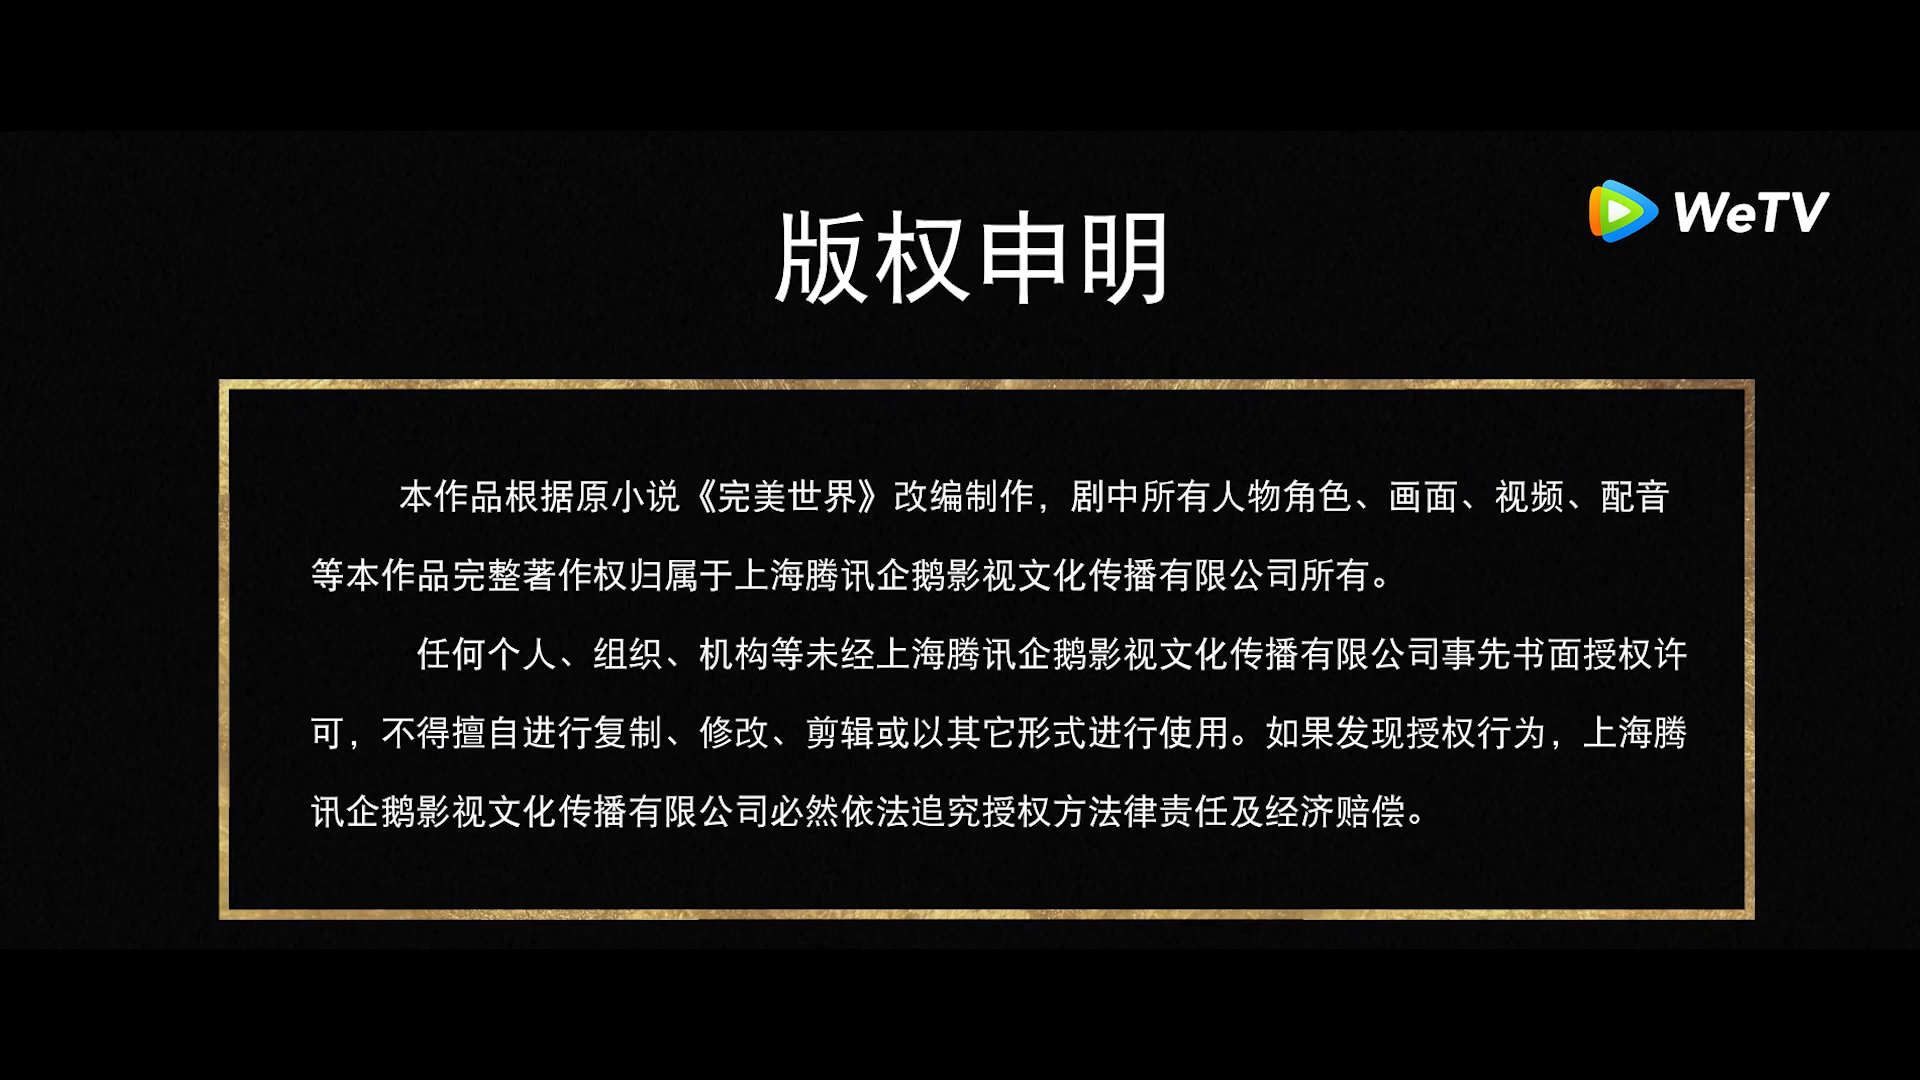 WeTV
版权申明
本作品根据原小说《完美世界》改编制作，剧中所有人物角色、画面、视频、配音
等本作品完整著作权归属于上海腾讯企鹅影视文化传播有限公司所有。
任何个人、组织、机构等未经上海腾讯企鹅影视文化传播有限公司事先书面授权许
可，不得擅自进行复制、修改、剪辑或以其它形式进行使用。如果发现授权行为，上海腾
讯企鹅影视文化传播有限公司必然依法追究授权方法律责任及经济赔偿。